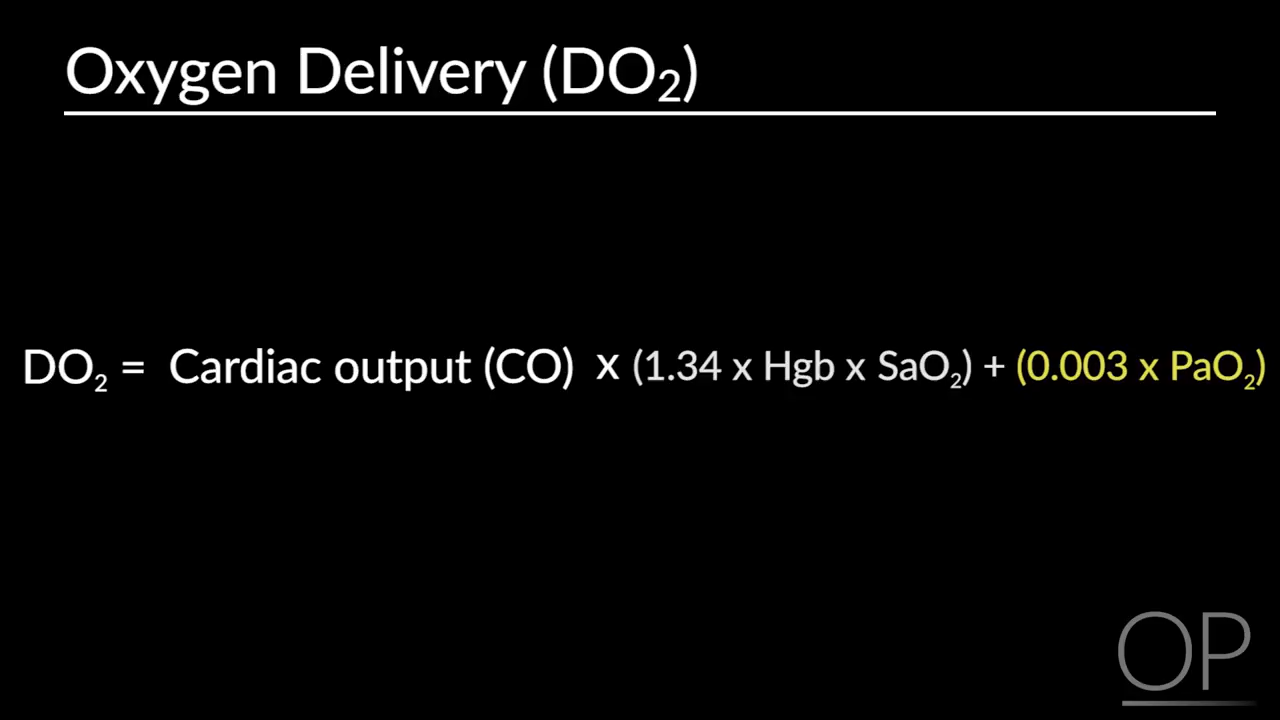 Oxygen Delivery (DO₂)
DO₂ = Cardiac output (CO) x (1.34 x Hgb x SaO₂) + (0.003 x PaO₂)
OP